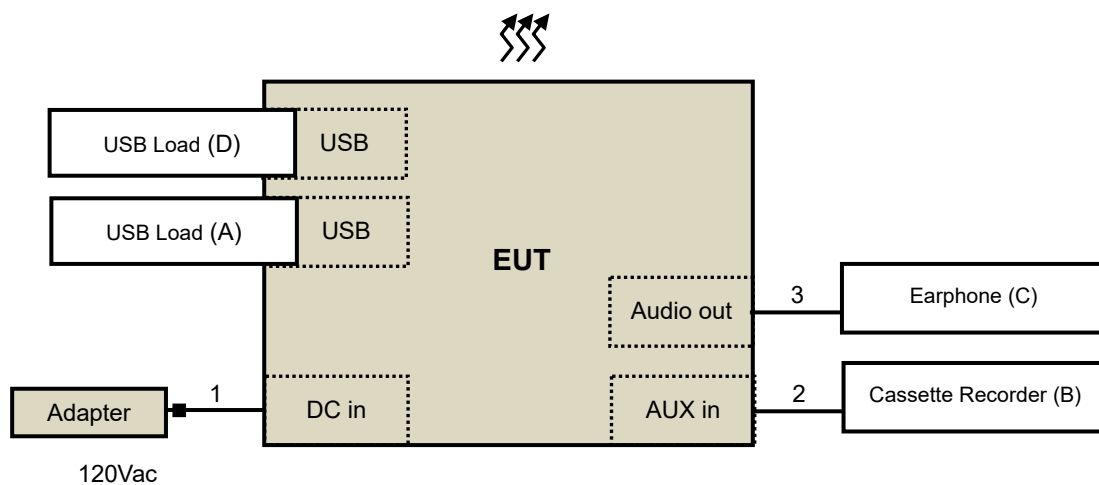 USB Load (D)
USB
USB Load (A)
USB
EUT
Audio out
3
Earphone (C)
Adapter
1
DC in
AUX in
2
Cassette Recorder (B)
120Vac